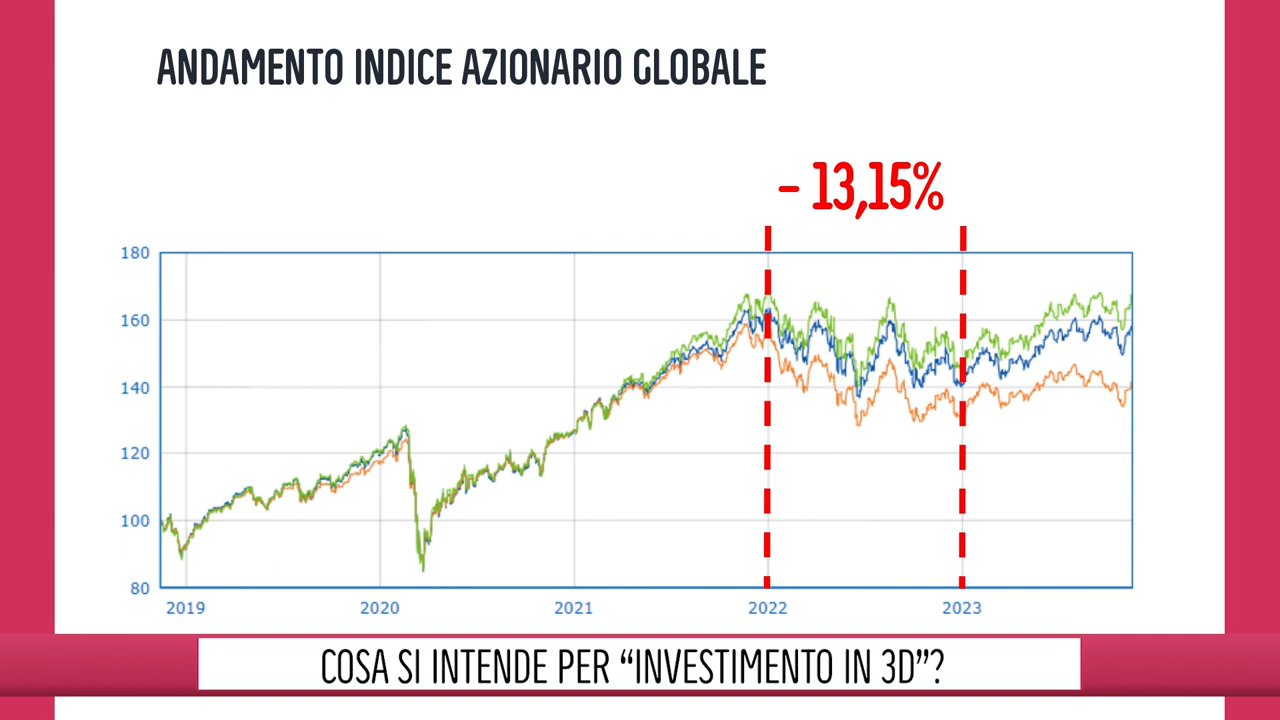 ANDAMENTO INDICE AZIONARIO GLOBALE
- 13,15%
180
160
140
120
100
80
2019 2020 2021 2022 2023
COSA SI INTENDE PER “INVESTIMENTO IN 3D”?